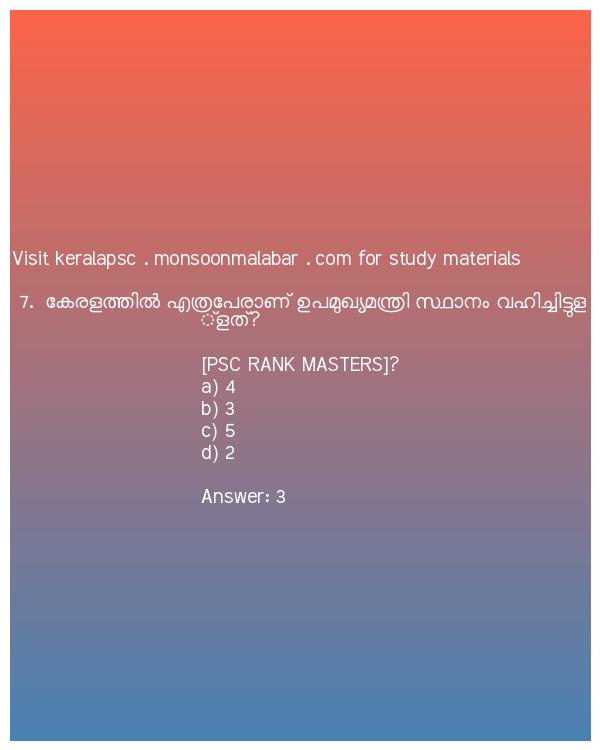 Visit keralapsc . monsoonmalabar . com for study materials
7. കേരളത്തിൽ എത്രപേരാണ് ഉപമുഖ്യമന്ത്രി സ്ഥാനം വഹിച്ചിട്ടുള
്ളത്?
[PSC RANK MASTERS]?
a) 4
b) 3
c) 5
d) 2
Answer: 3